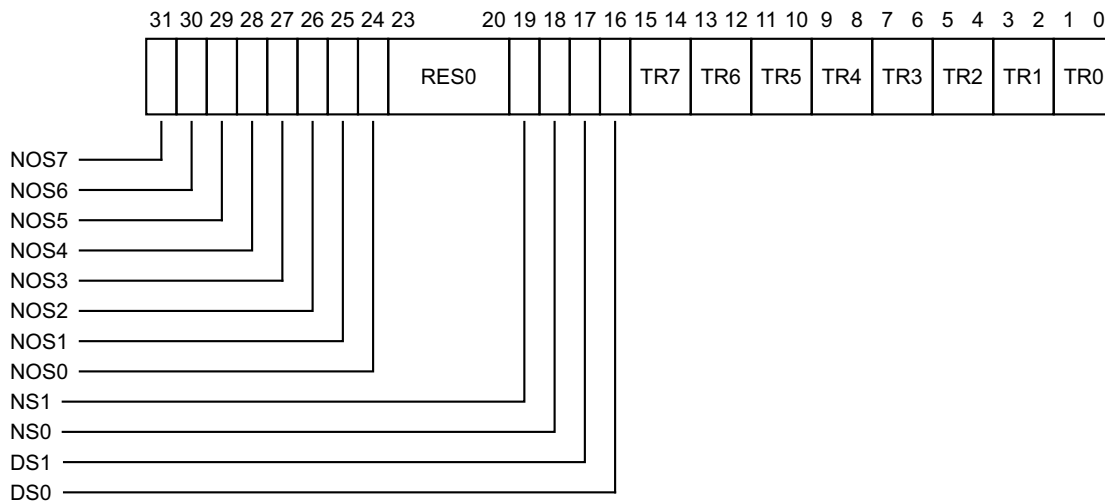 31 30 29 28 27 26 25 24 23 20 19 18 17 16 15 14 13 12 11 10 9 8 7 6 5 4 3 2 1 0
RES0 TR7 TR6 TR5 TR4 TR3 TR2 TR1 TR0
NOS7
NOS6
NOS5
NOS4
NOS3
NOS2
NOS1
NOS0
NS1
NS0
DS1
DS0